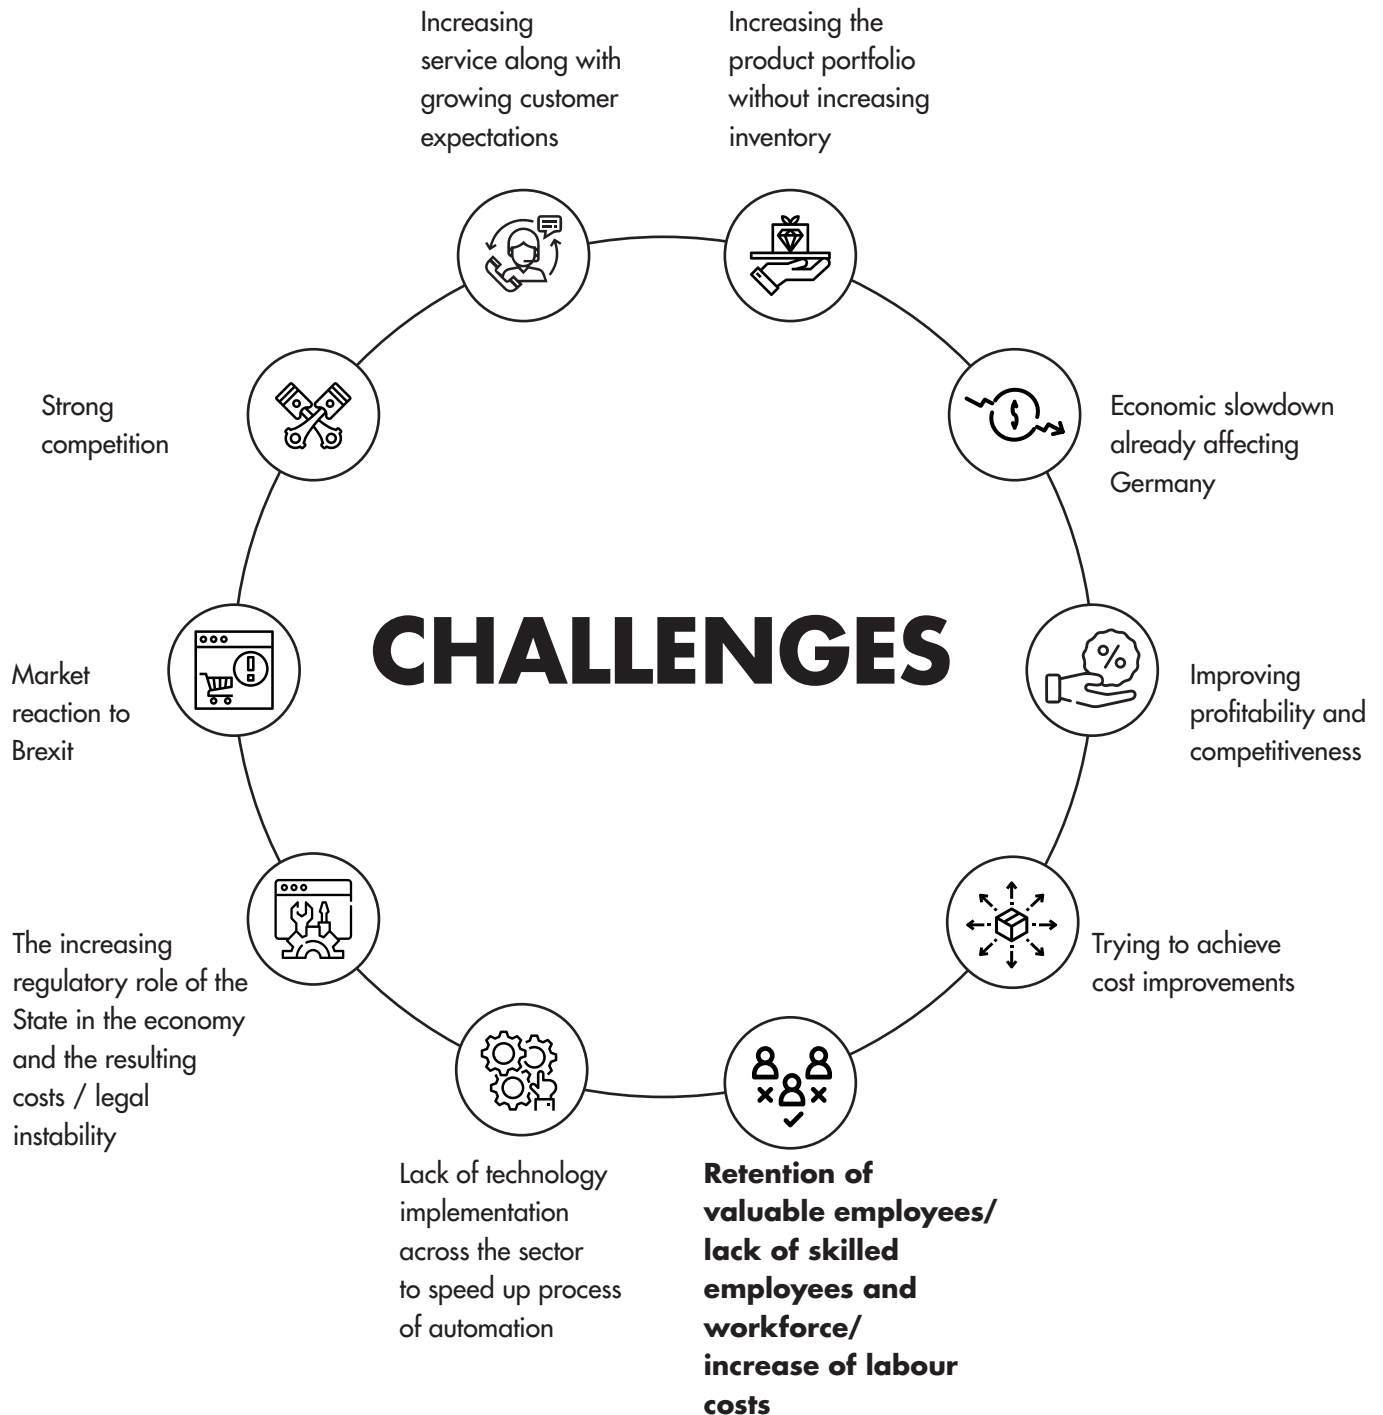 Increasing
service along with
growing customer
expectations
Increasing the
product portfolio
without increasing
inventory
Strong
competition
Economic slowdown
already affecting
Germany
CHALLENGES
Market
reaction to
Brexit
Improving
profitability and
competitiveness
The increasing
regulatory role of the
State in the economy
and the resulting
costs / legal
instability
Trying to achieve
cost improvements
Lack of technology
implementation
across the sector
to speed up process
of automation
Retention of
valuable employees/
lack of skilled
employees and
workforce/
increase of labour
costs